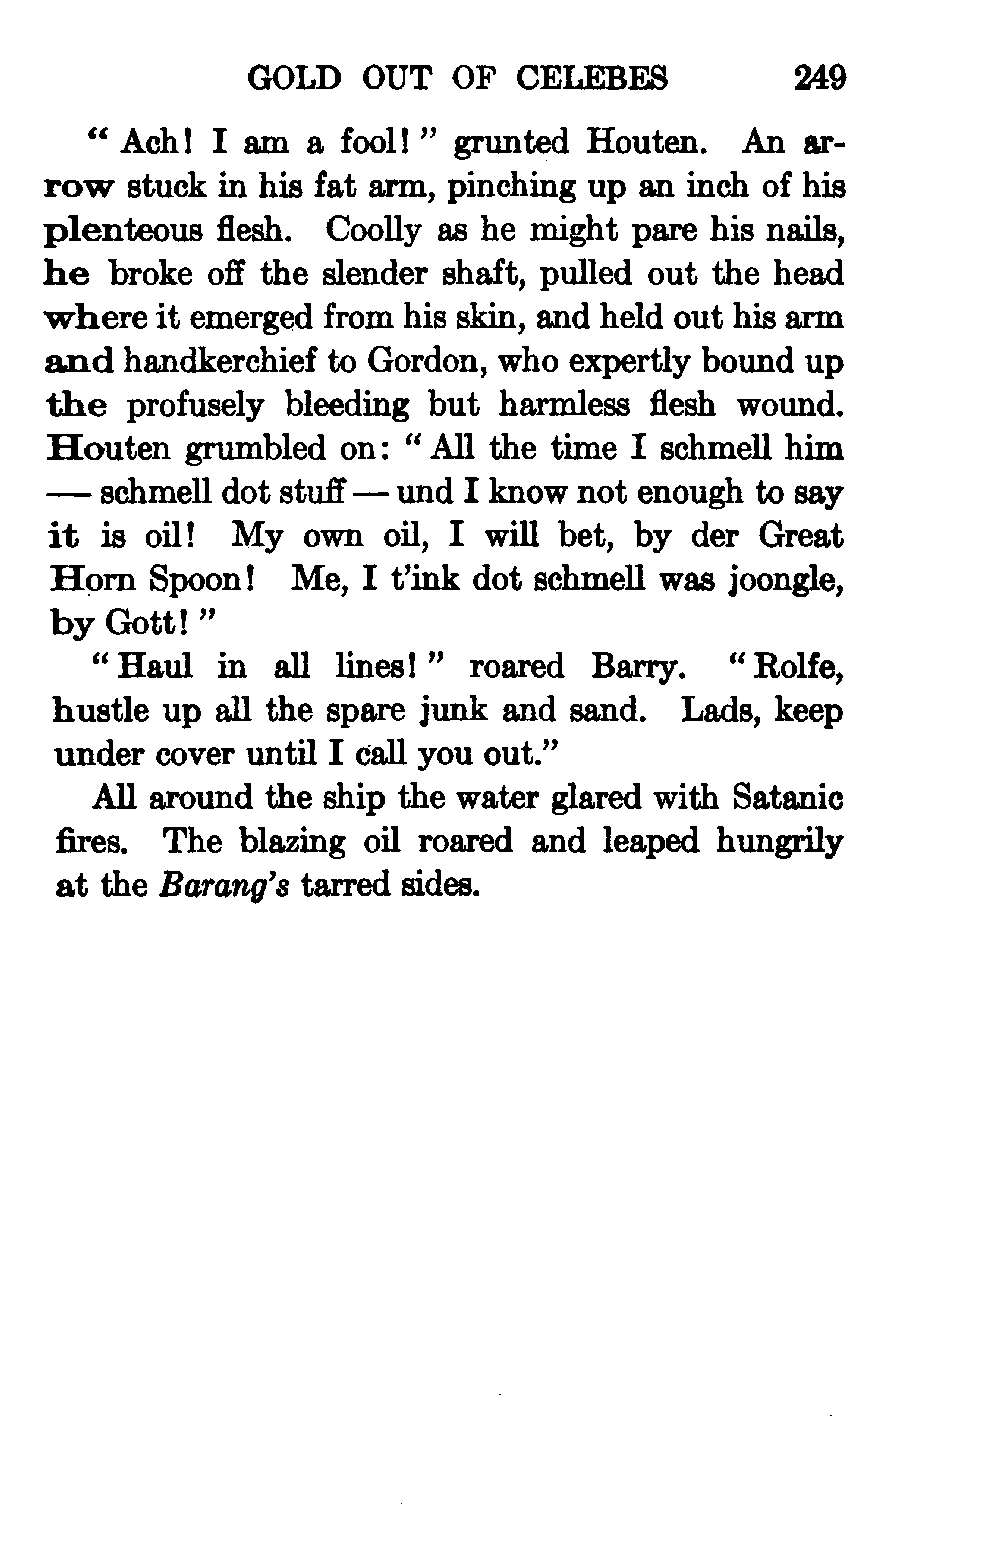 GOLD OUT OF CELEBES 249
“ Ach! I am a fool! ” grunted Houten. An ar-
row stuck in his fat arm, pinching up an inch of his
plenteous flesh. Coolly as he might pare his nails,
he broke off the slender shaft, pulled out the head
where it emerged from his skin, and held out his arm
and handkerchief to Gordon, who expertly bound up
the profusely bleeding but harmless flesh wound.
Houten grumbled on: “ All the time I schmell him
— schmell dot stuff — und I know not enough to say
it is oil! My own oil, I will bet, by der Great
Horn Spoon! Me, I t’ink dot schmell was joongle,
by Gott! ”
“ Haul in all lines! ” roared Barry. “ Rolfe,
hustle up all the spare junk and sand. Lads, keep
under cover until I call you out.”
All around the ship the water glared with Satanic
fires. The blazing oil roared and leaped hungrily
at the Barang’s tarred sides.